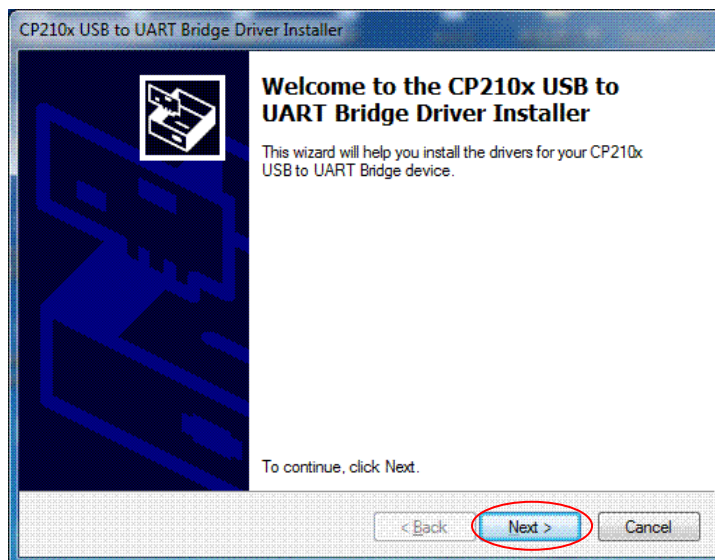 CP210x USB to UART Bridge Driver Installer
Welcome to the CP210x USB to
UART Bridge Driver Installer
This wizard will help you install the drivers for your CP210x
USB to UART Bridge device.
To continue, click Next.
< Back
Next >
Cancel